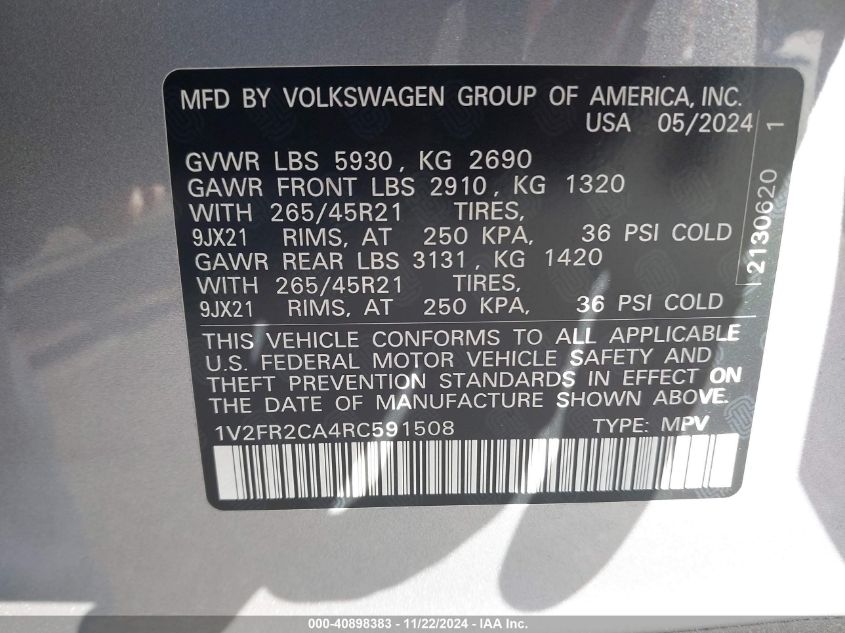 MFD BY VOLKSWAGEN GROUP OF AMERICA, INC.
USA 05/2024
GVWR LBS 5930, KG 2690
GAWR FRONT LBS 2910, KG 1320
WITH 265/45R21 TIRES,
9JX21 RIMS, AT 250 KPA, 36 PSI COLD
GAWR REAR LBS 3131, KG 1420
WITH 265/45R21 TIRES,
9JX21 RIMS, AT 250 KPA, 36 PSI COLD
2130620 1
THIS VEHICLE CONFORMS TO ALL APPLICABLE
U.S. FEDERAL MOTOR VEHICLE SAFETY AND
THEFT PREVENTION STANDARDS IN EFFECT ON
THE DATE OF MANUFACTURE SHOWN ABOVE.
1V2FR2CA4RC591508 TYPE: MPV
000-40898383 - 11/22/2024 - IAA Inc.